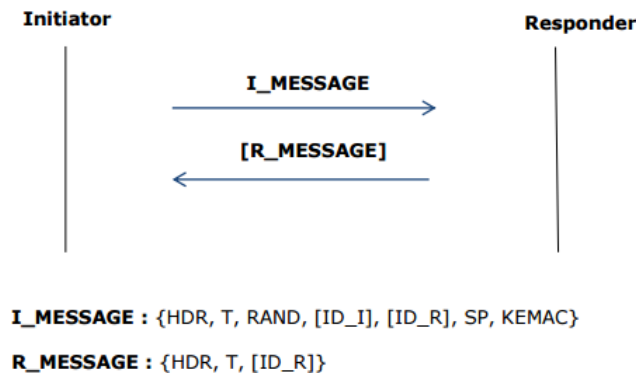 Initiator
Responder
I_MESSAGE
[R_MESSAGE]
I_MESSAGE : {HDR, T, RAND, [ID_I], [ID_R], SP, KEMAC}
R_MESSAGE : {HDR, T, [ID_R]}